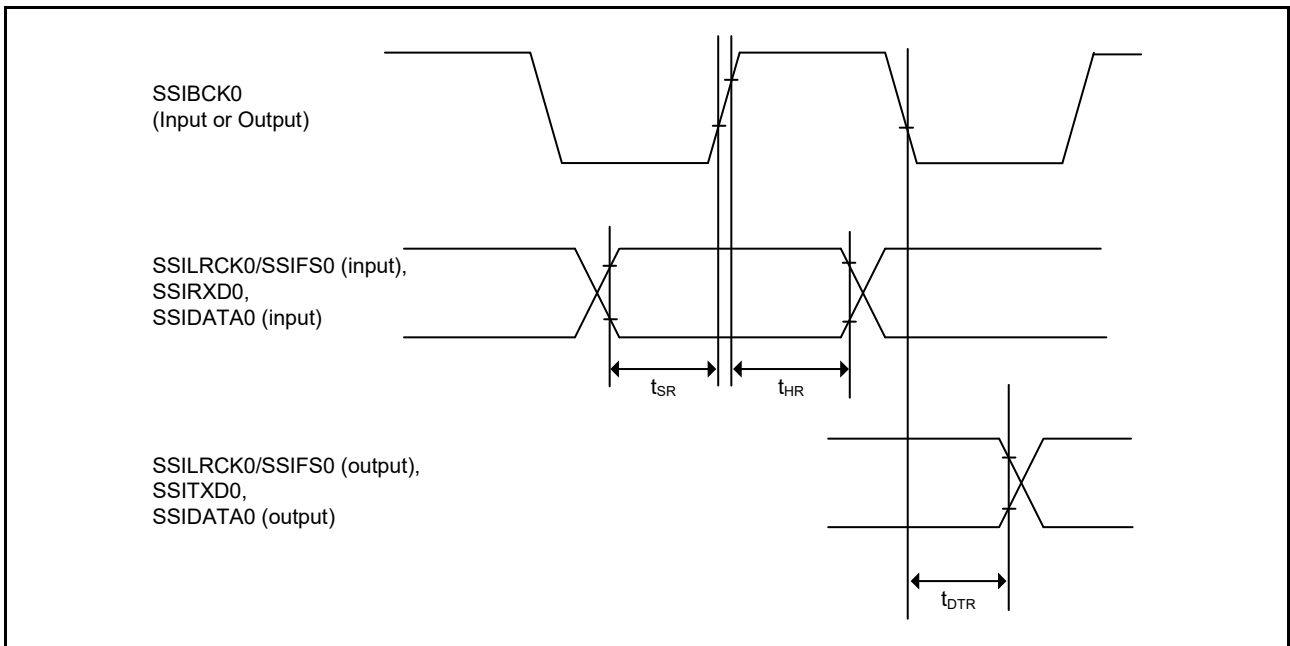 SSIBCK0
(Input or Output)
SSILRCK0/SSIFS0 (input),
SSIRXD0,
SSIDATA0 (input)
tSR
tHR
SSILRCK0/SSIFS0 (output),
SSITXD0,
SSIDATA0 (output)
tDTR